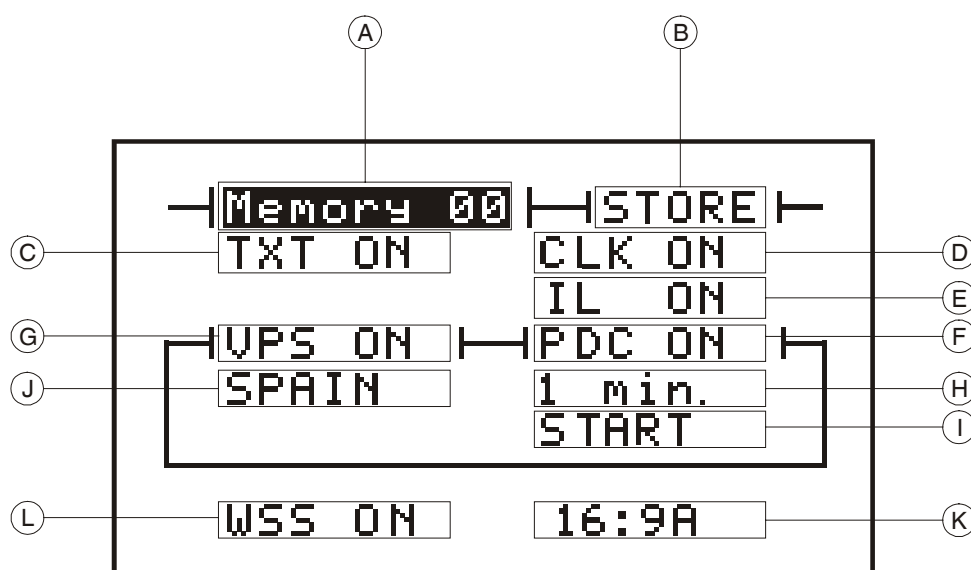 A B
Memory 00 STORE
C TXT ON CLK ON D
IL ON E
G VPS ON PDC ON F
J SPAIN 1 min. H
START I
L WSS ON 16:9A K